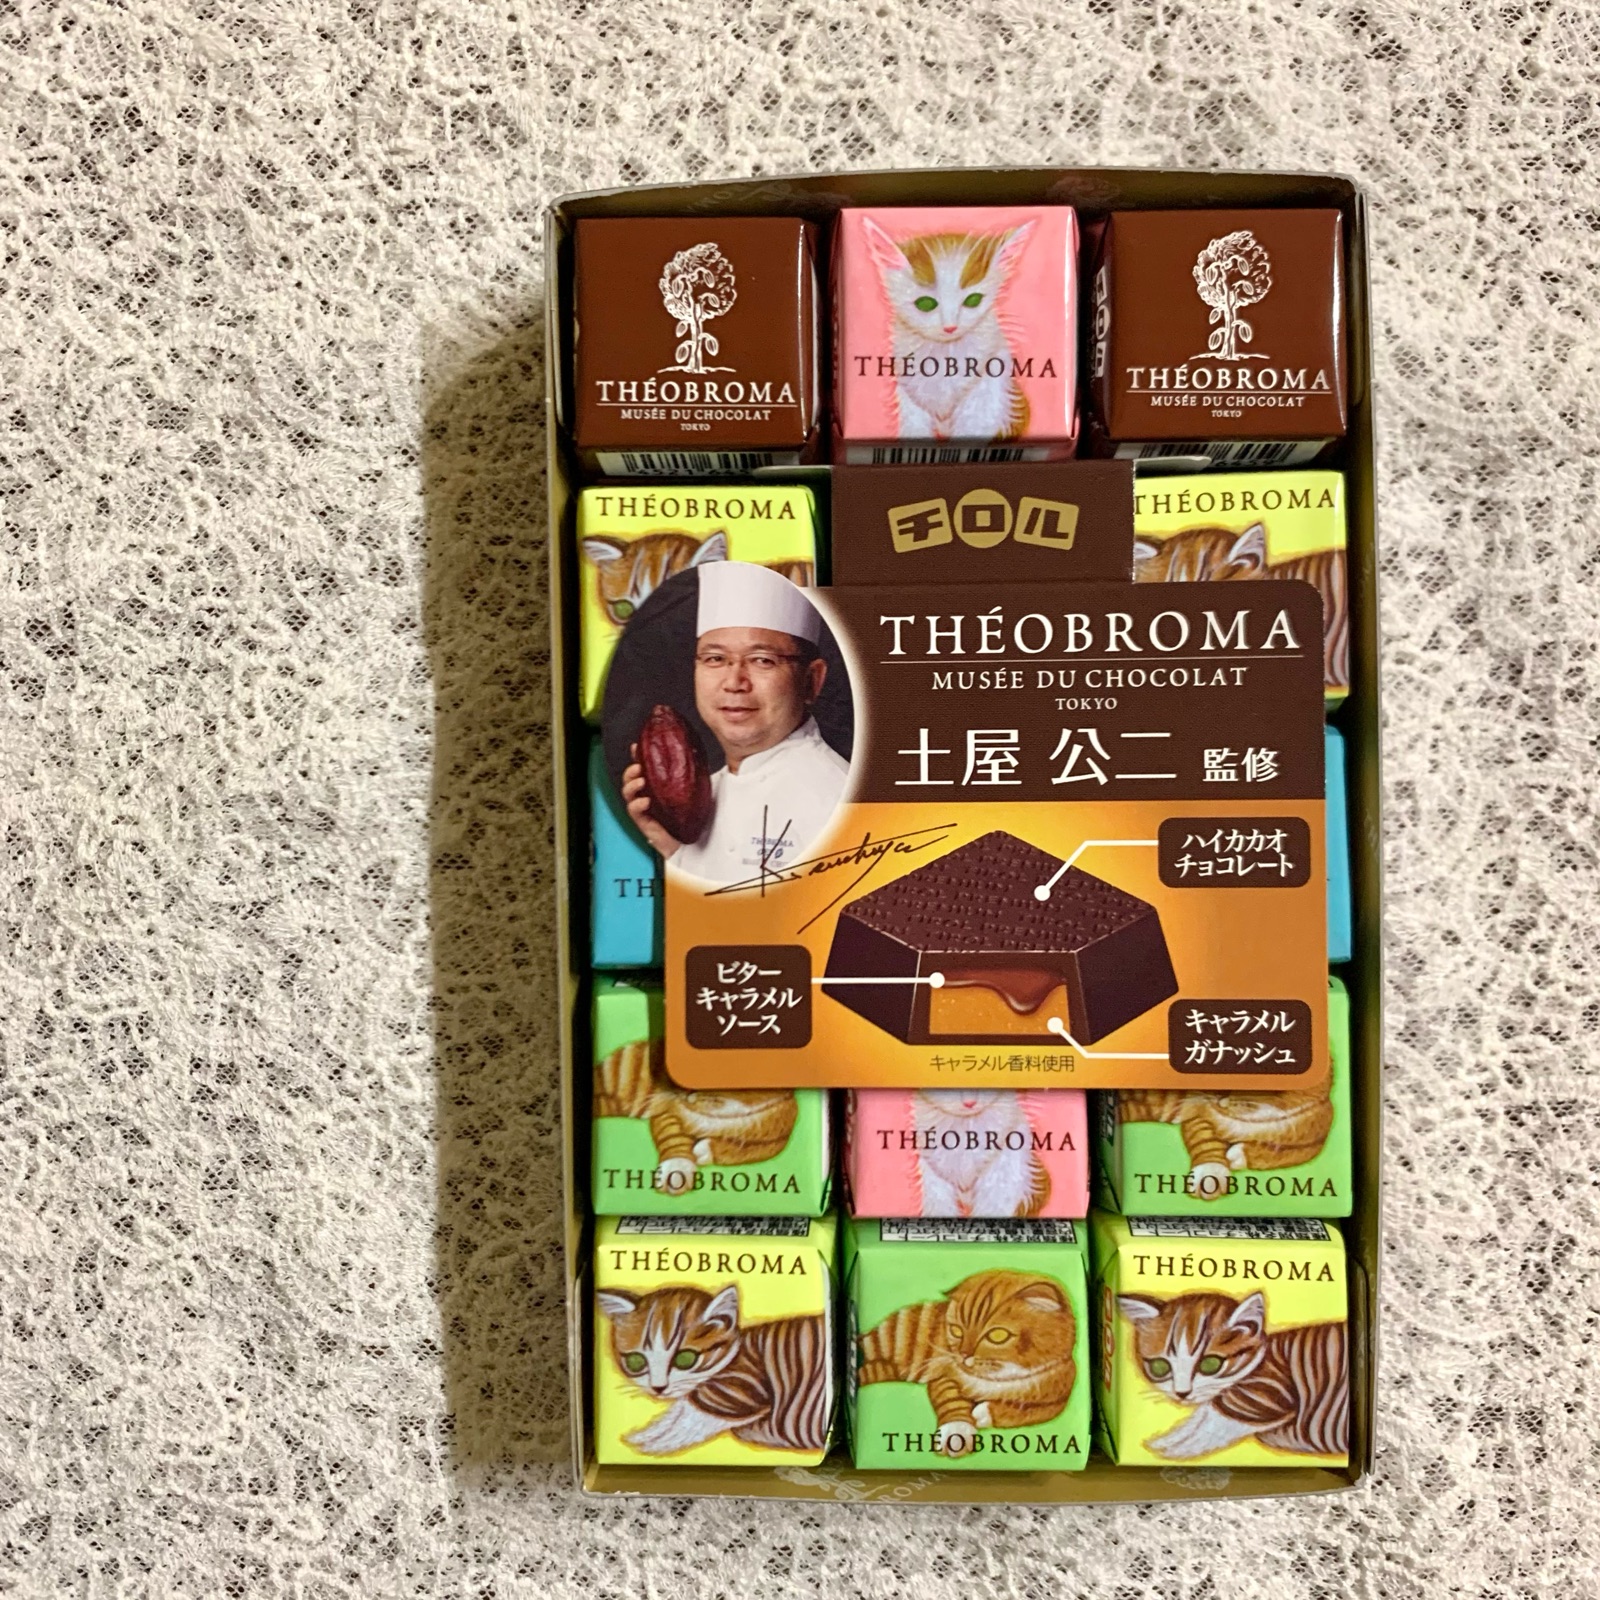 THÉOBROMA
MUSÉE DU CHOCOLAT
TOKYO
THÉOBROMA
THÉOBROMA
MUSÉE DU CHOCOLAT
TOKYO
THÉOBROMA
チロル
THÉOBROMA
THÉOBROMA
MUSÉE DU CHOCOLAT
TOKYO
土屋 公二 監修
ハイカカオ
チョコレート
ビター
キャラメル
ソース
キャラメル
ガナッシュ
キャラメル香料使用
THÉOBROMA
THÉOBROMA
THÉOBROMA
THÉOBROMA
THÉOBROMA
THÉOBROMA